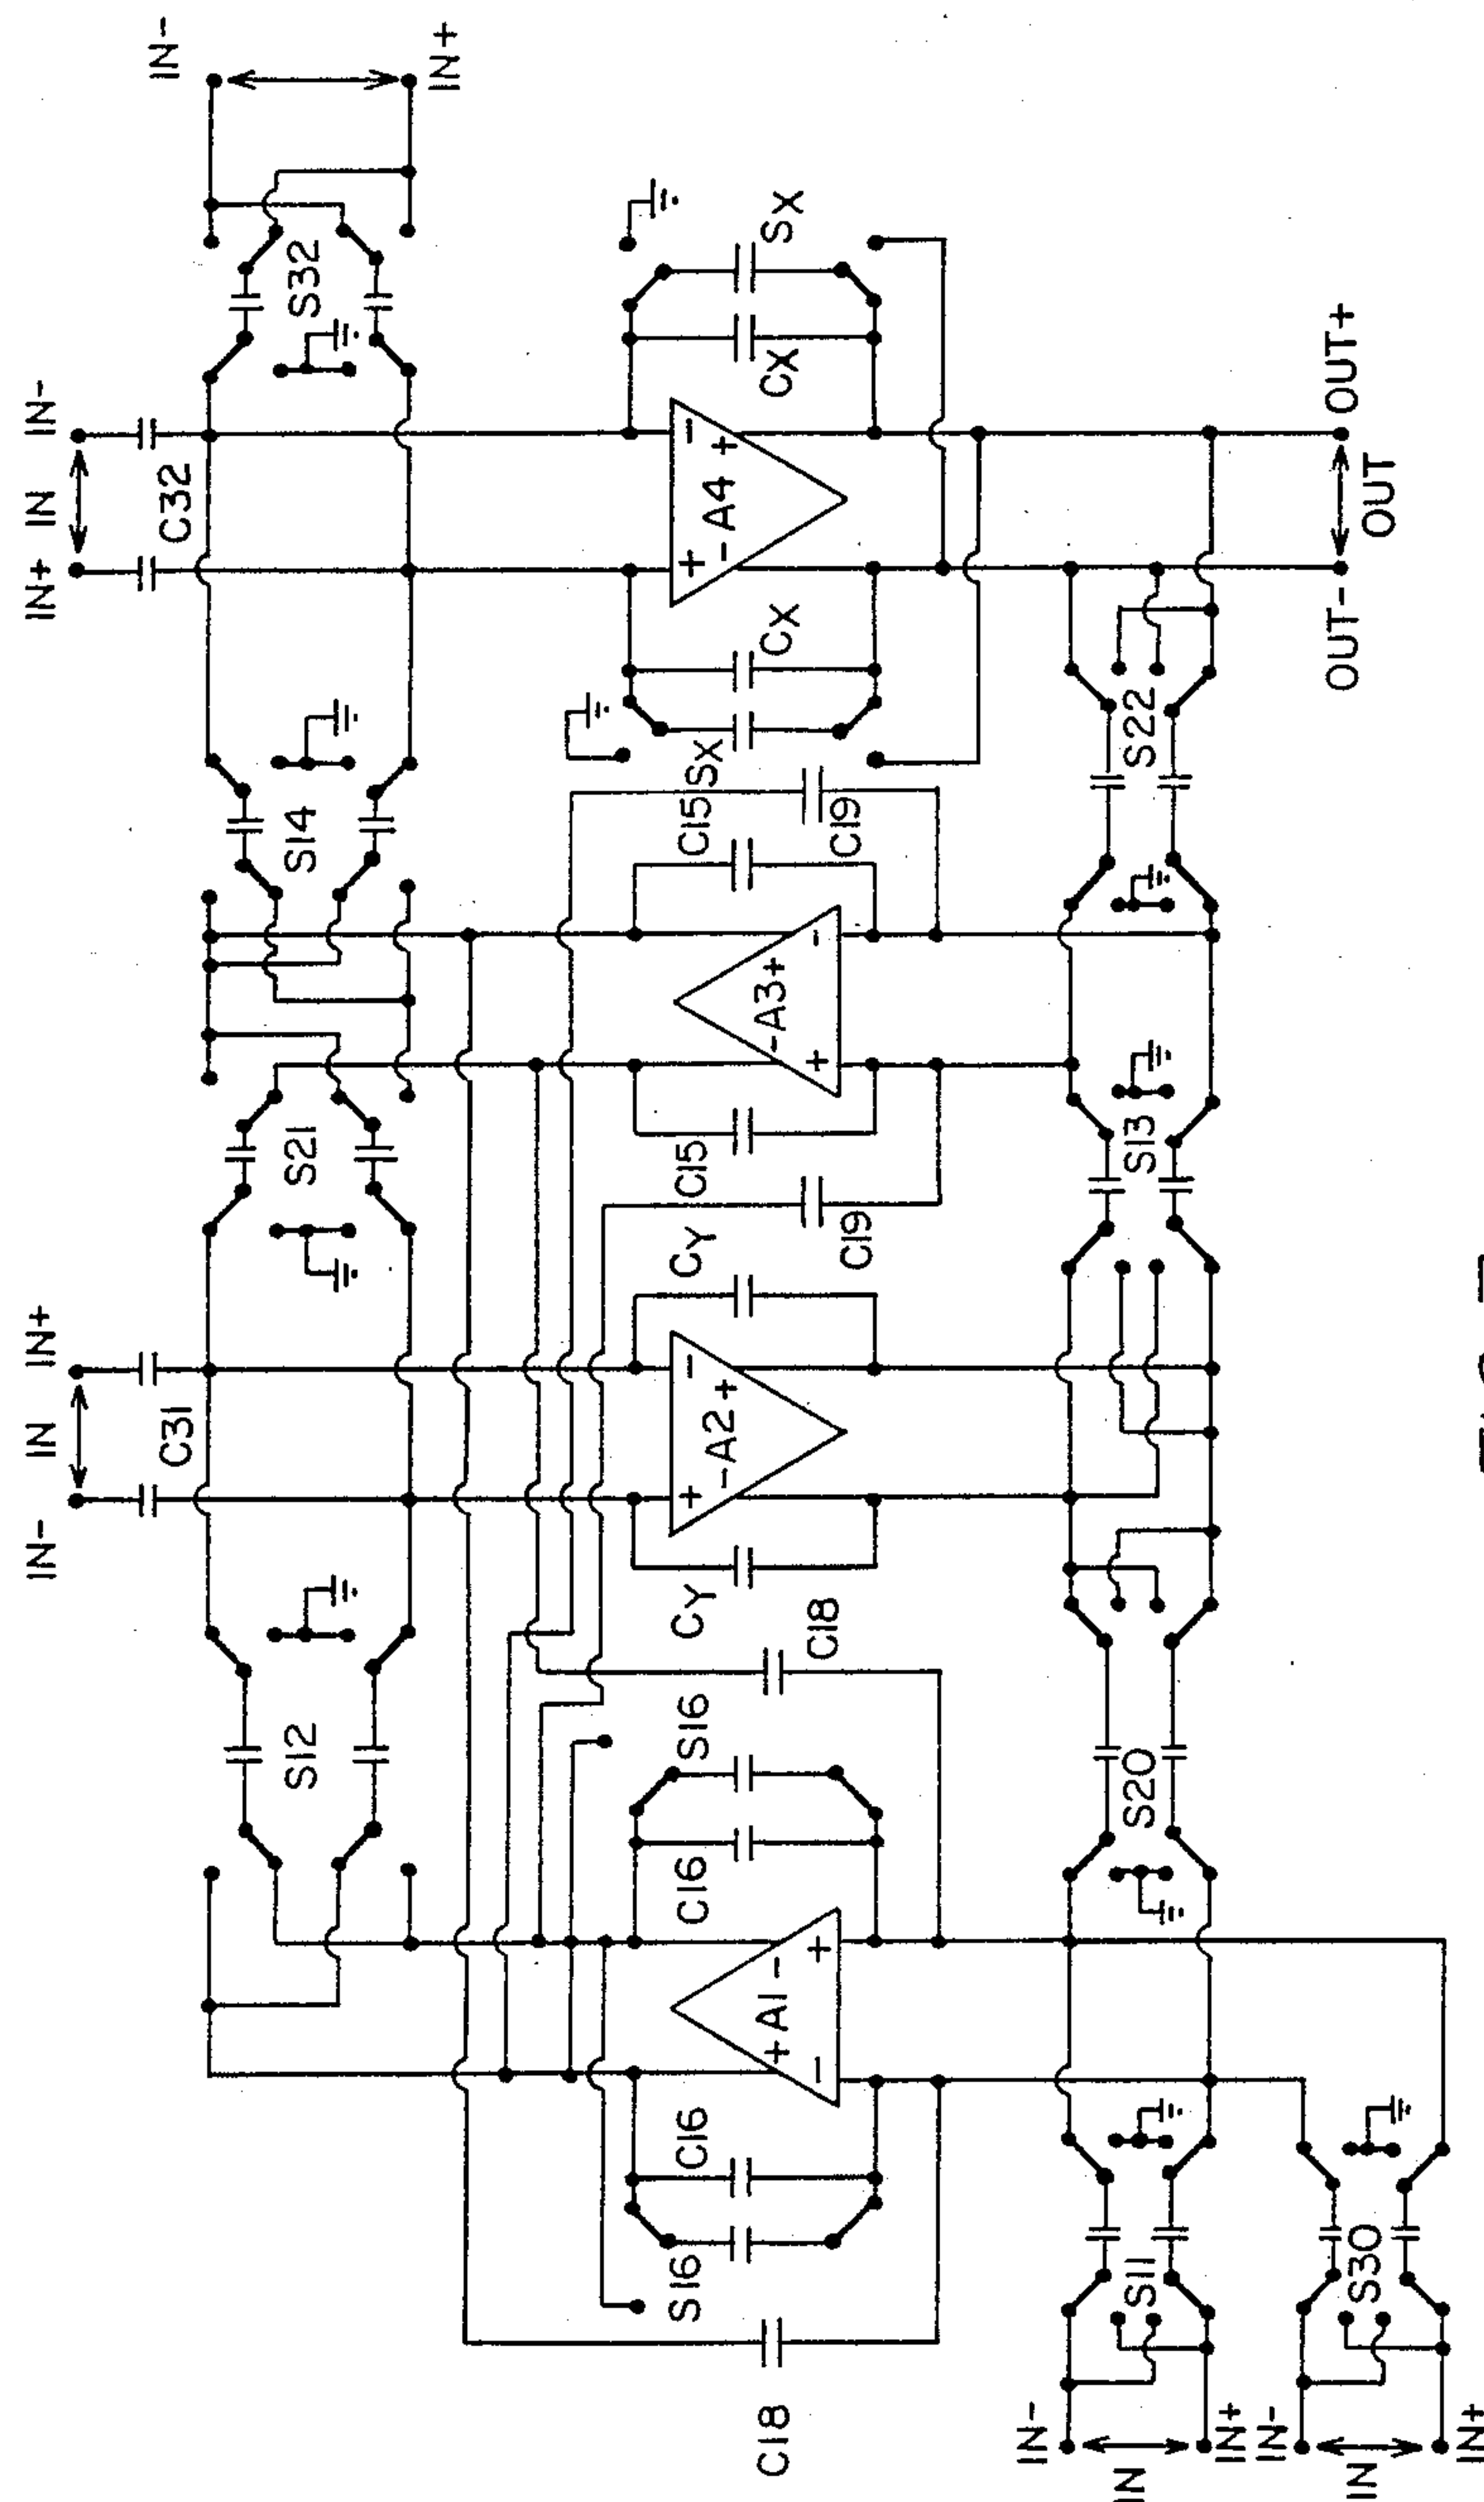 IN-
IN+
IN-
IN
IN+
C32
S32
SX
CX
A4
-
+
+
-
OUT+
OUT
OUT-
CX
SX
S14
C15
C19
S22
-A3+
-
+
S21
C15
C19
S13
IN+
IN
IN-
C31
CY
-A2+
-
+
CY
C18
S12
S16
C16
S20
+A1-
+
-
C16
S16
C18
S11
S30
IN-
IN
IN+
IN-
IN
IN+